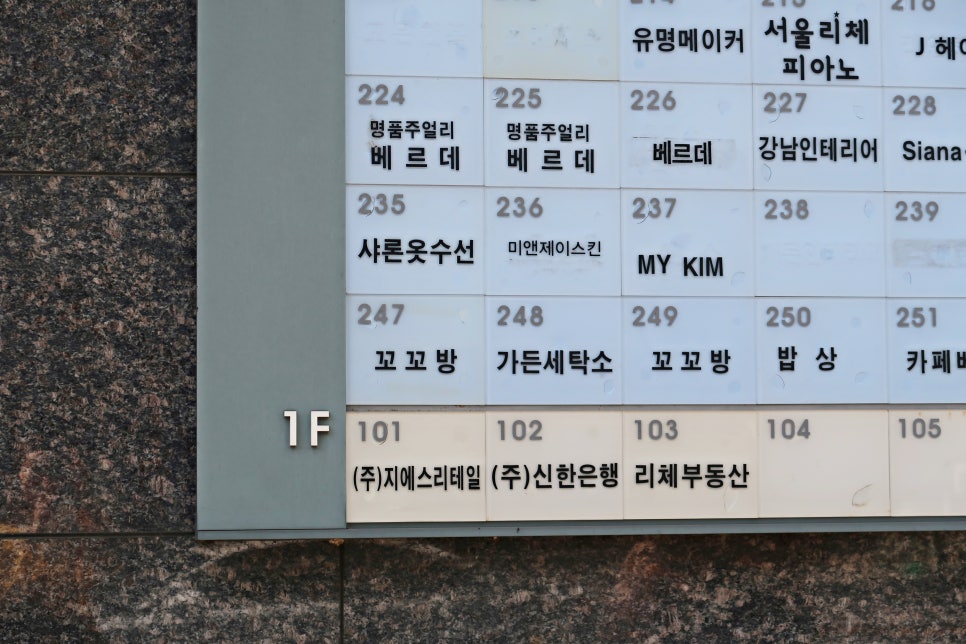 유명메이커
서울리체
피아노
J 헤어
224 225 226 227 228
명품주얼리 명품주얼리
베르데 베르데 베르데 강남인테리어 Siana
235 236 237 238 239
샤론옷수선 미앤제이스킨 MY KIM
247 248 249 250 251
꼬꼬방 가든세탁소 꼬꼬방 밥상 카페
1F
101 102 103 104 105
(주)지에스리테일 (주)신한은행 리체부동산